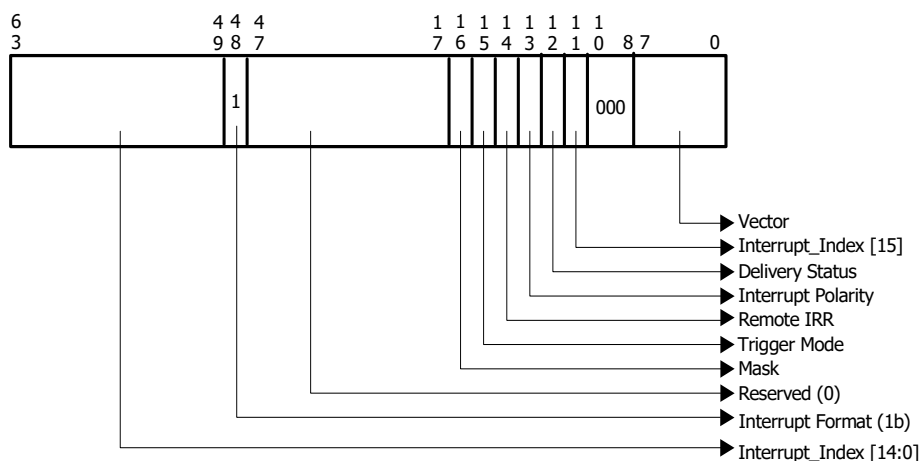 6 4 4 4 1 1 1 1 1 1 1 1
3 9 8 7 7 6 5 4 3 2 1 0 8 7 0
1
000
Vector
Interrupt_Index [15]
Delivery Status
Interrupt Polarity
Remote IRR
Trigger Mode
Mask
Reserved (0)
Interrupt Format (1b)
Interrupt_Index [14:0]